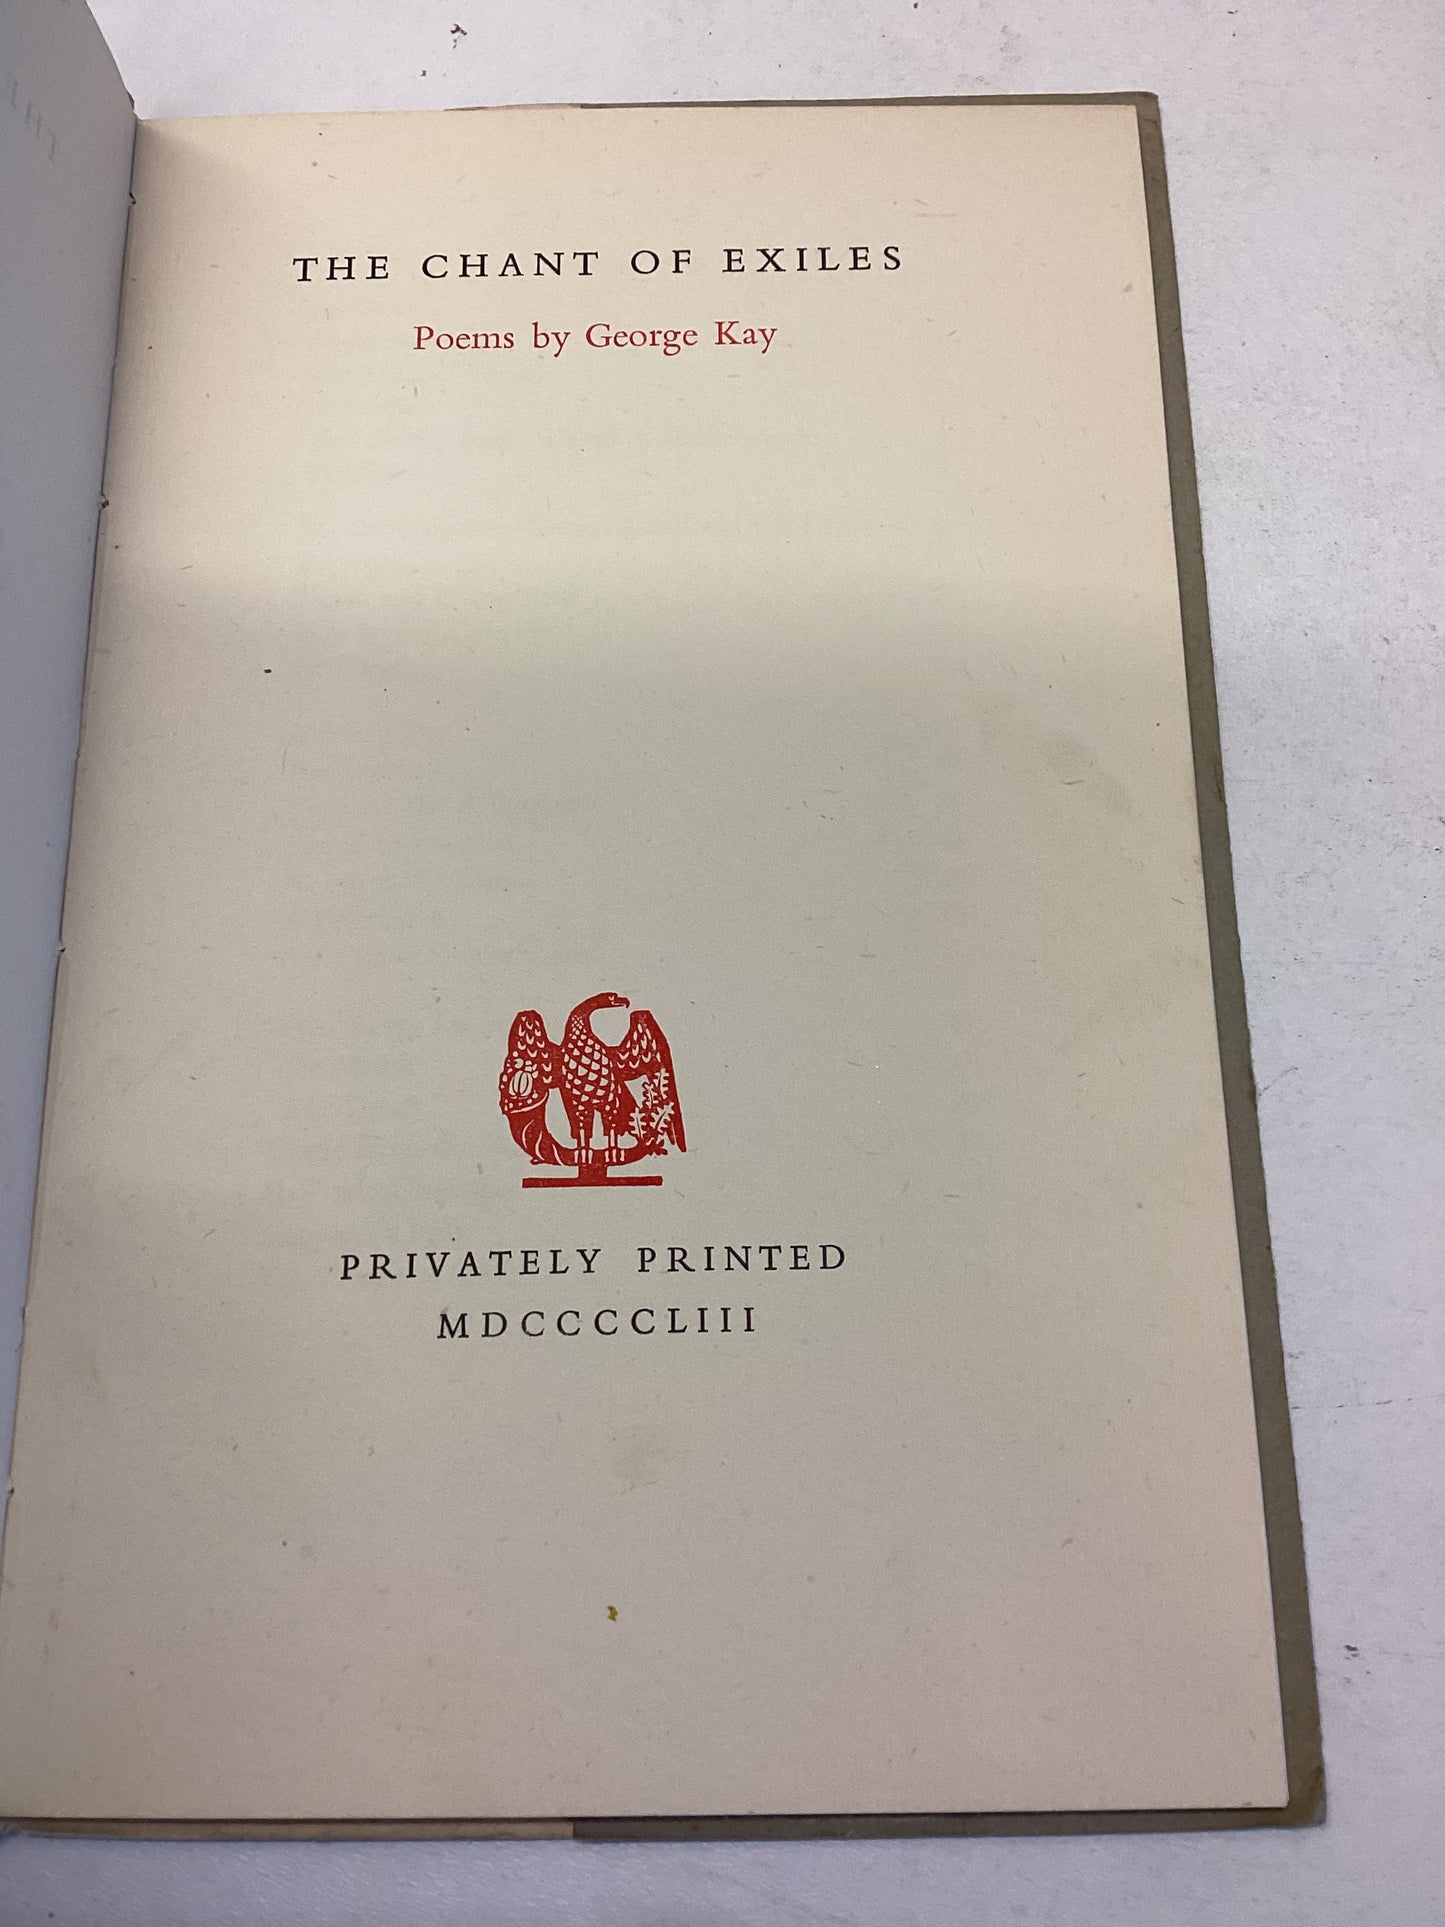 THE CHANT OF EXILES
Poems by George Kay
PRIVATELY PRINTED
MDCCCCLIII